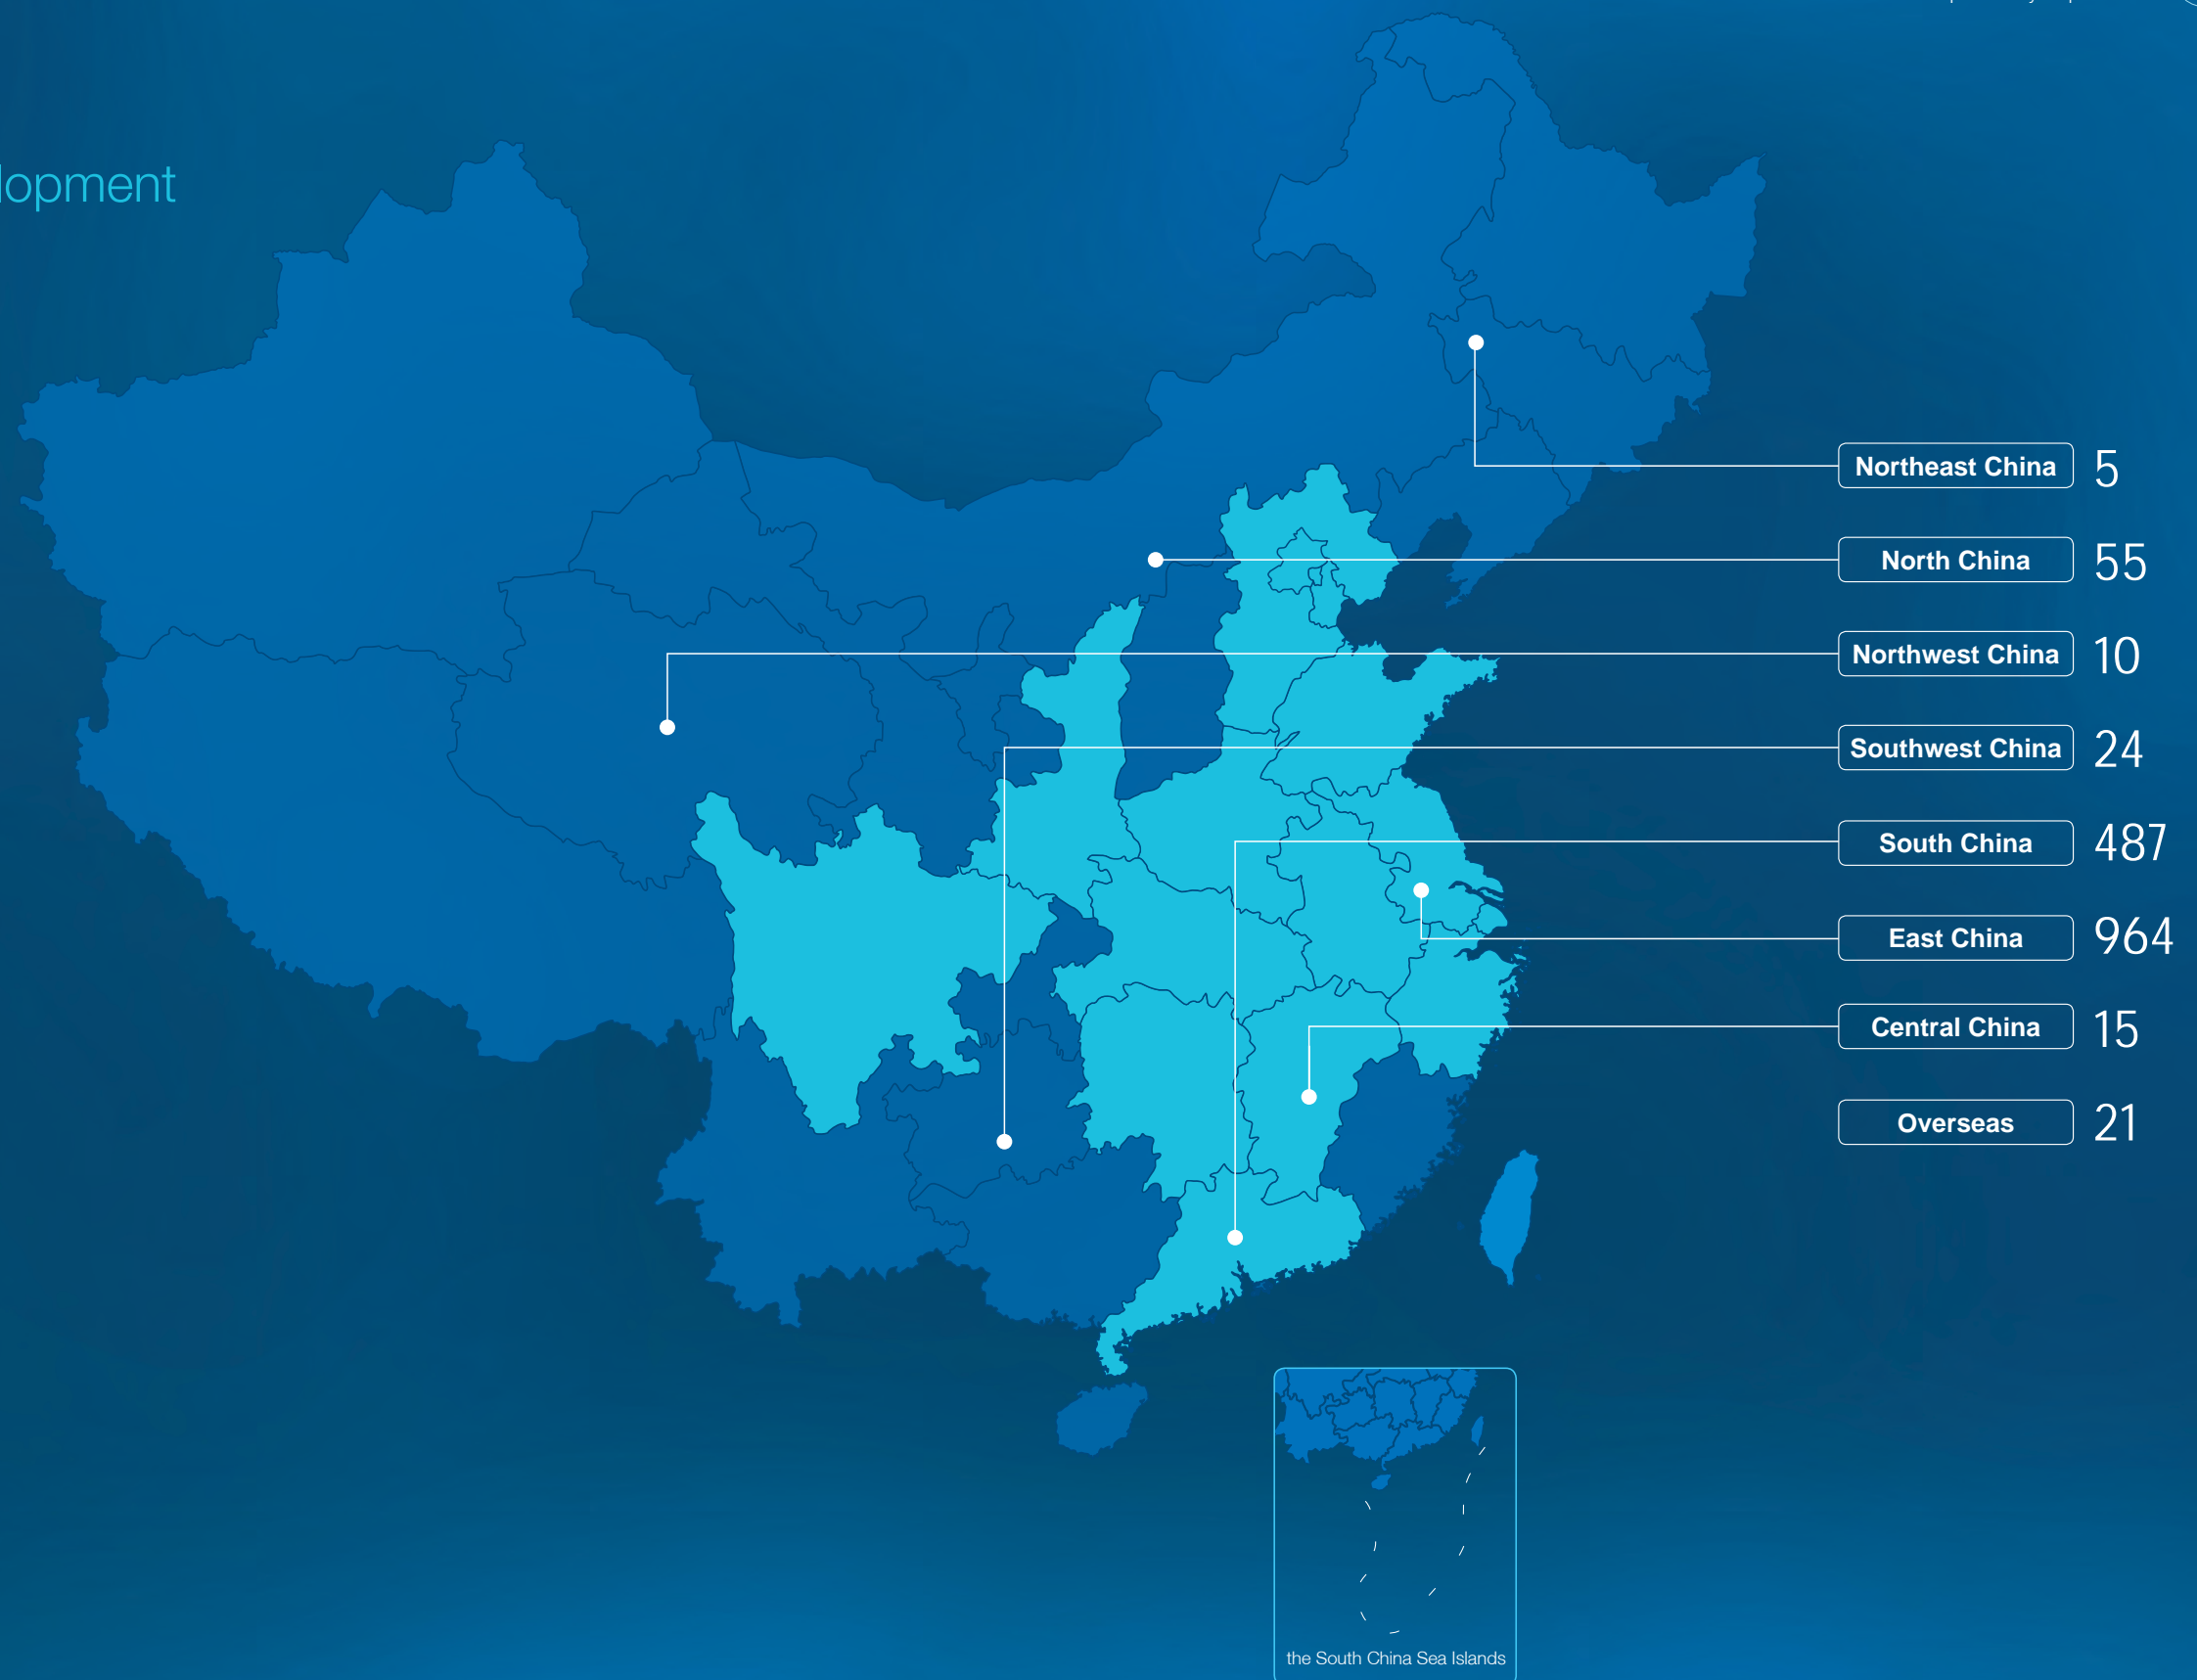 lopment
Northeast China 5
North China 55
Northwest China 10
Southwest China 24
South China 487
East China 964
Central China 15
Overseas 21
the South China Sea Islands